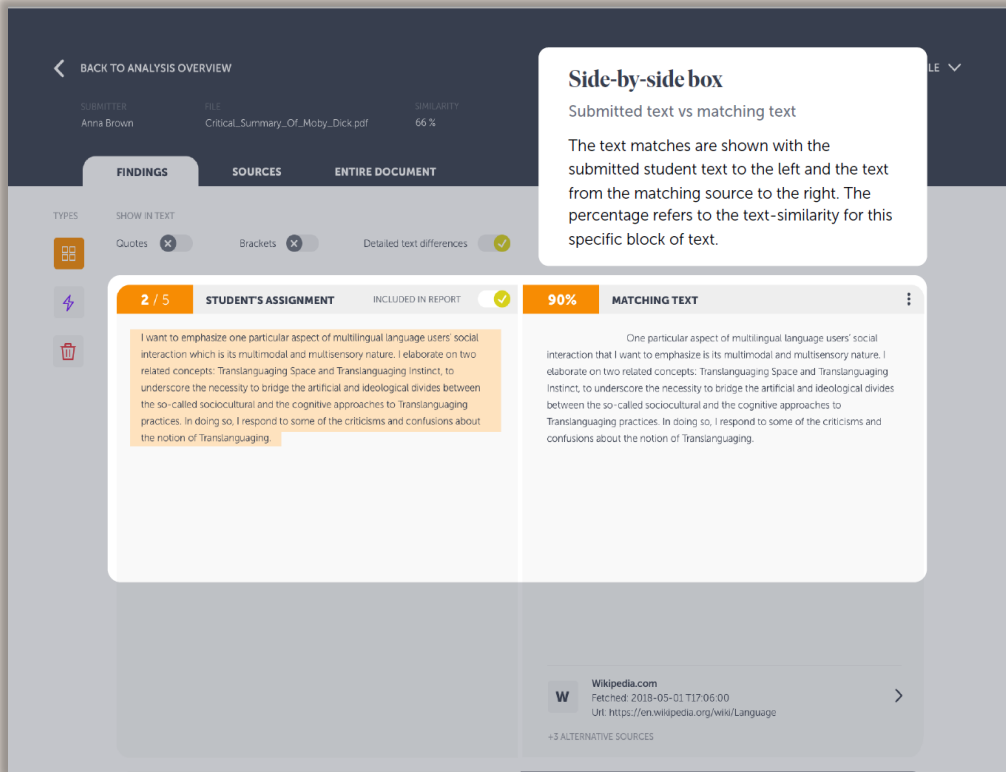 BACK TO ANALYSIS OVERVIEW
LE
SUBMITTER
FILE
SIMILARITY
Anna Brown
Critical_Summary_Of_Moby_Dick.pdf
66 %
FINDINGS
SOURCES
ENTIRE DOCUMENT
Side-by-side box
Submitted text vs matching text
The text matches are shown with the
submitted student text to the left and the text
from the matching source to the right. The
percentage refers to the text-similarity for this
specific block of text.
TYPES
SHOW IN TEXT
Quotes
Brackets
Detailed text differences
2 / 5
STUDENT'S ASSIGNMENT
INCLUDED IN REPORT
I want to emphasize one particular aspect of multilingual language users' social
interaction which is its multimodal and multisensory nature. I elaborate on two
related concepts: Translanguaging Space and Translanguaging Instinct, to
underscore the necessity to bridge the artificial and ideological divides between
the so-called sociocultural and the cognitive approaches to Translanguaging
practices. In doing so, I respond to some of the criticisms and confusions about
the notion of Translanguaging.
90%
MATCHING TEXT
One particular aspect of multilingual language users' social
interaction that I want to emphasize is its multimodal and multisensory nature. I
elaborate on two related concepts: Translanguaging Space and Translanguaging
Instinct, to underscore the necessity to bridge the artificial and ideological divides
between the so-called sociocultural and the cognitive approaches to
Translanguaging practices. In doing so, I respond to some of the criticisms and
confusions about the notion of Translanguaging.
W
Wikipedia.com
Fetched: 2018-05-01 T17:06:00
Url: https://en.wikipedia.org/wiki/Language
+3 ALTERNATIVE SOURCES